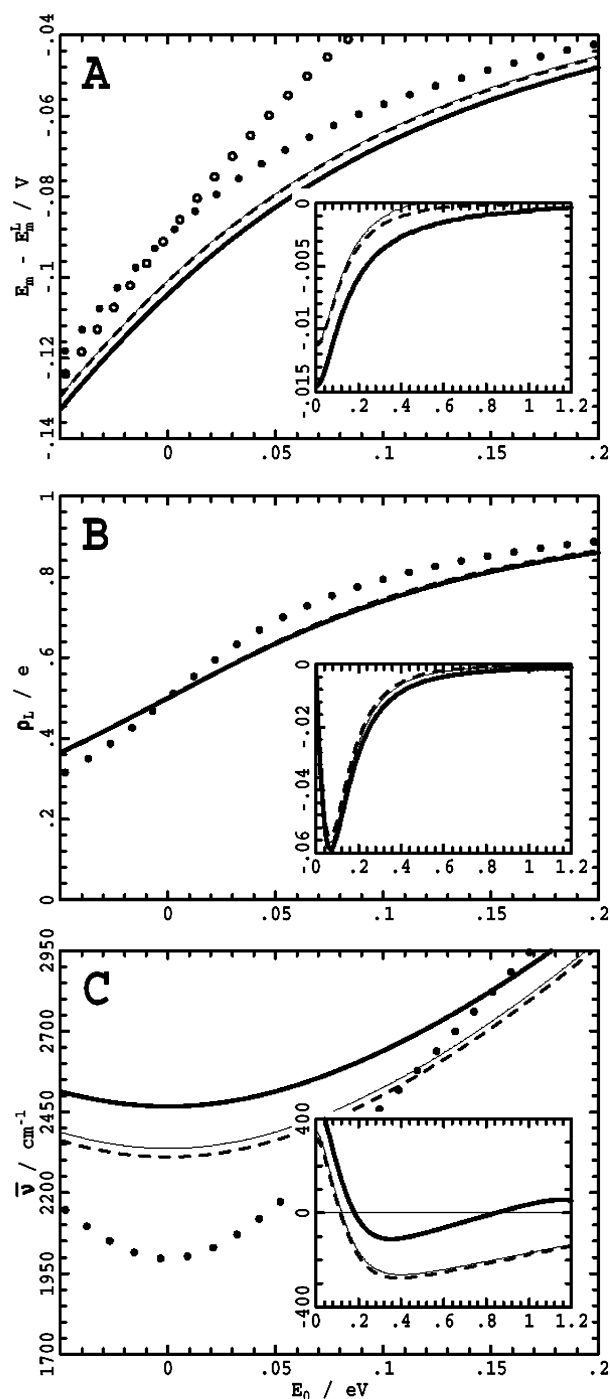 A
-.04
-.06
-.08
-.1
-.12
-.14
E_m - E_m^L / V
0
-.005
-.01
-.015
-0 .2 .4 .6 .8 1 1.2
0 .05 .1 .15 .2
B
1
.8
.6
.4
.2
0
ρ_L / e
0
-.02
-.04
-.06
0 .2 .4 .6 .8 1 1.2
0 .05 .1 .15 .2
C
2950
2700
2450
2200
1950
1700
ν̄ / cm⁻¹
400
0
-400
-0 .2 .4 .6 .8 1 1.2
0 .05 .1 .15 .2
E_0 / eV